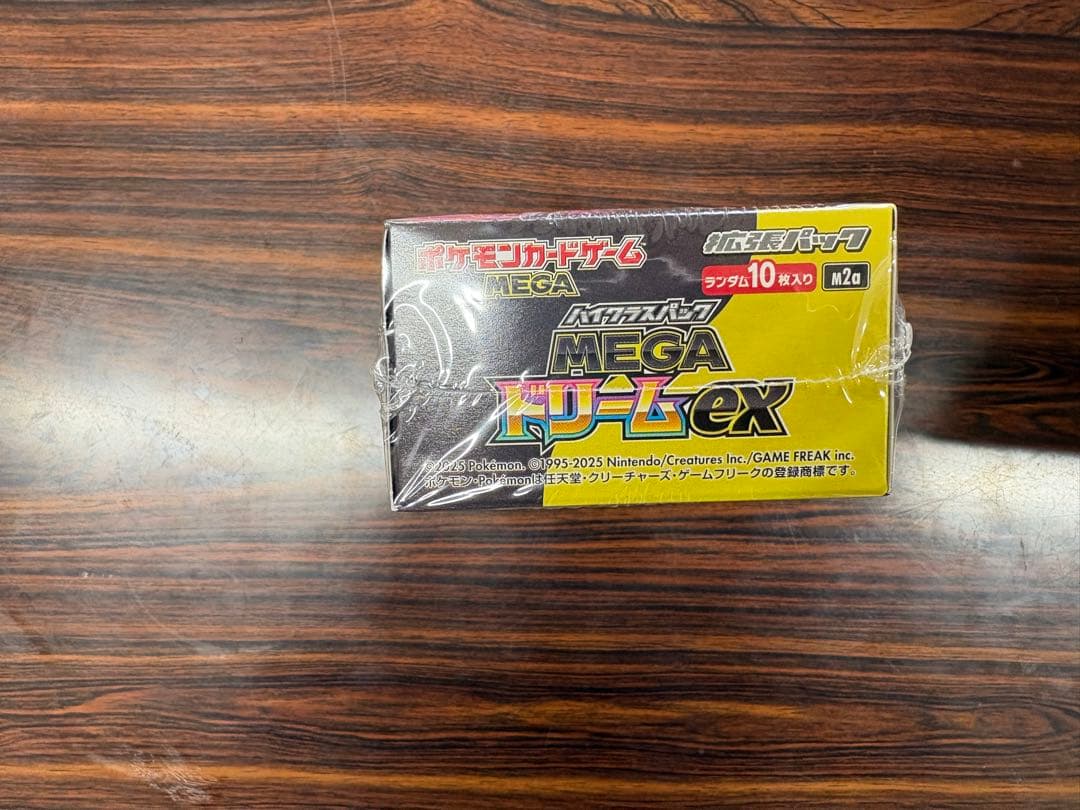 ポケモンカードゲーム
MEGA
拡張パック
ランダム10枚入り
M2a
ハイクラスパック
MEGA
ドリームex
©2025 Pokémon. ©1995-2025 Nintendo/Creatures Inc./GAME FREAK inc.
ポケモン・Pokémonは任天堂・クリーチャーズ・ゲームフリークの登録商標です。